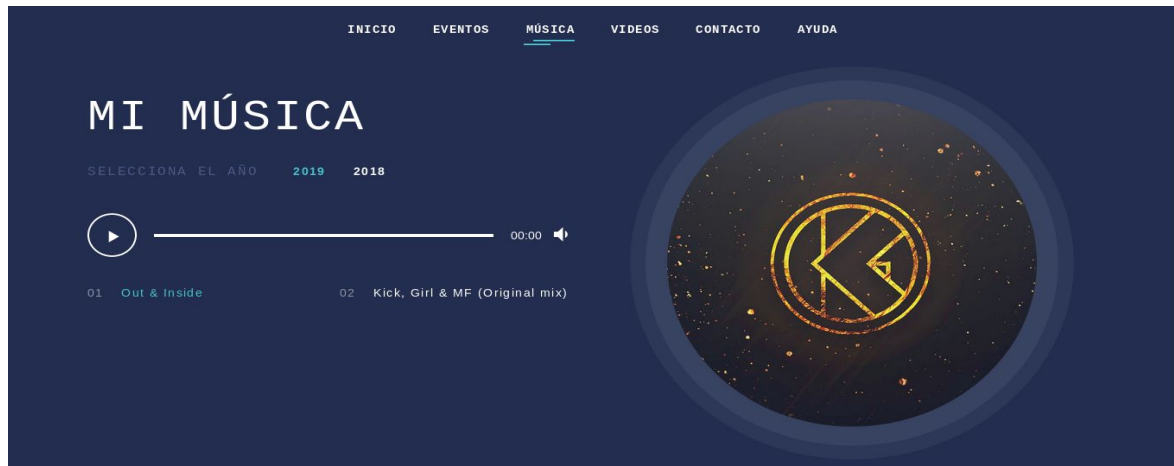 INICIO EVENTOS MÚSICA VIDEOS CONTACTO AYUDA
MI MÚSICA
SELECCIONA EL AÑO 2019 2018
00:00
01 Out & Inside 02 Kick, Girl & MF (Original mix)
KG